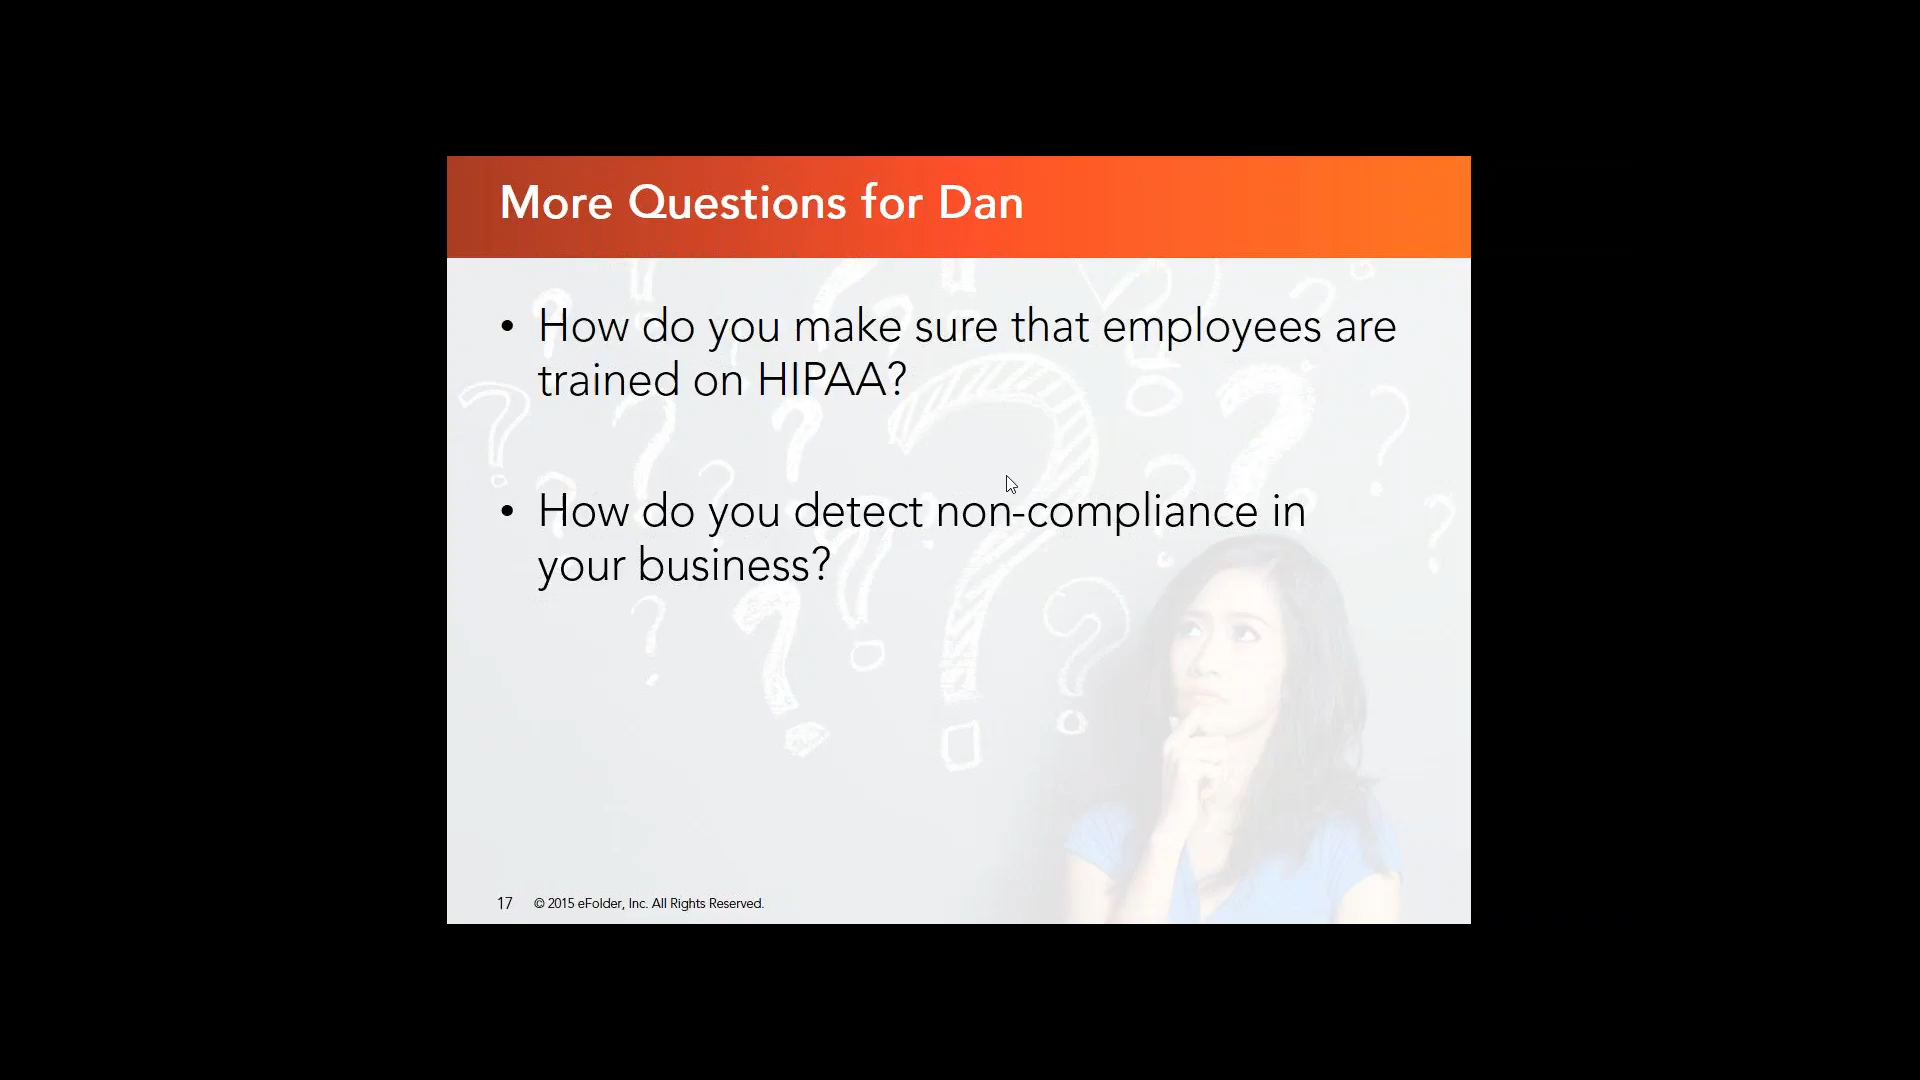 More Questions for Dan
• How do you make sure that employees are
trained on HIPAA?
• How do you detect non-compliance in
your business?
17 © 2015 eFolder, Inc. All Rights Reserved.